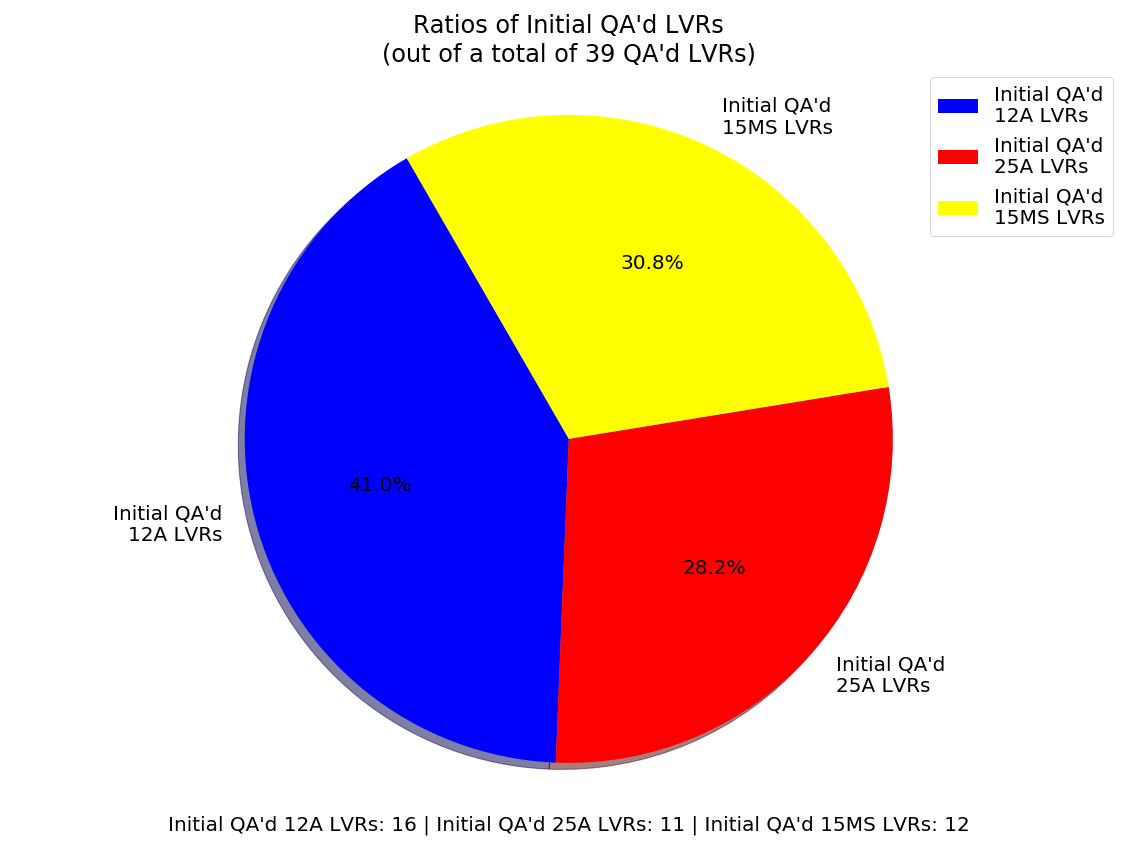 Ratios of Initial QA'd LVRs
(out of a total of 39 QA'd LVRs)
Initial QA'd
15MS LVRs
Initial QA'd
12A LVRs
Initial QA'd
25A LVRs
Initial QA'd
15MS LVRs
30.8%
41.0%
Initial QA'd
12A LVRs
28.2%
Initial QA'd
25A LVRs
Initial QA'd 12A LVRs: 16 | Initial QA'd 25A LVRs: 11 | Initial QA'd 15MS LVRs: 12